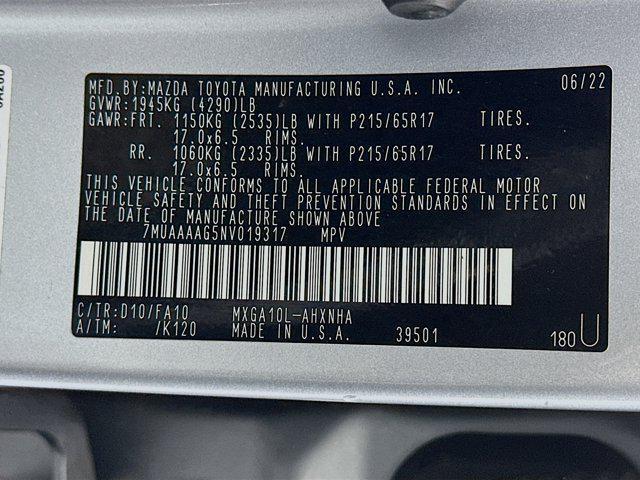 MFD.BY:MAZDA TOYOTA MANUFACTURING U.S.A. INC. 06/22
GVWR:1945KG (4290)LB
GAWR:FRT. 1150KG (2535)LB WITH P215/65R17 TIRES.
17.0x6.5 RIMS.
RR. 1060KG (2335)LB WITH P215/65R17 TIRES.
17.0x6.5 RIMS.
THIS VEHICLE CONFORMS TO ALL APPLICABLE FEDERAL MOTOR
VEHICLE SAFETY AND THEFT PREVENTION STANDARDS IN EFFECT ON
THE DATE OF MANUFACTURE SHOWN ABOVE
7MUAAAAG5NV019317 MPV
C/TR:D10/FA10 MXGA10L-AHXNHA
A/TM: /K120 MADE IN U.S.A. 39501 180U